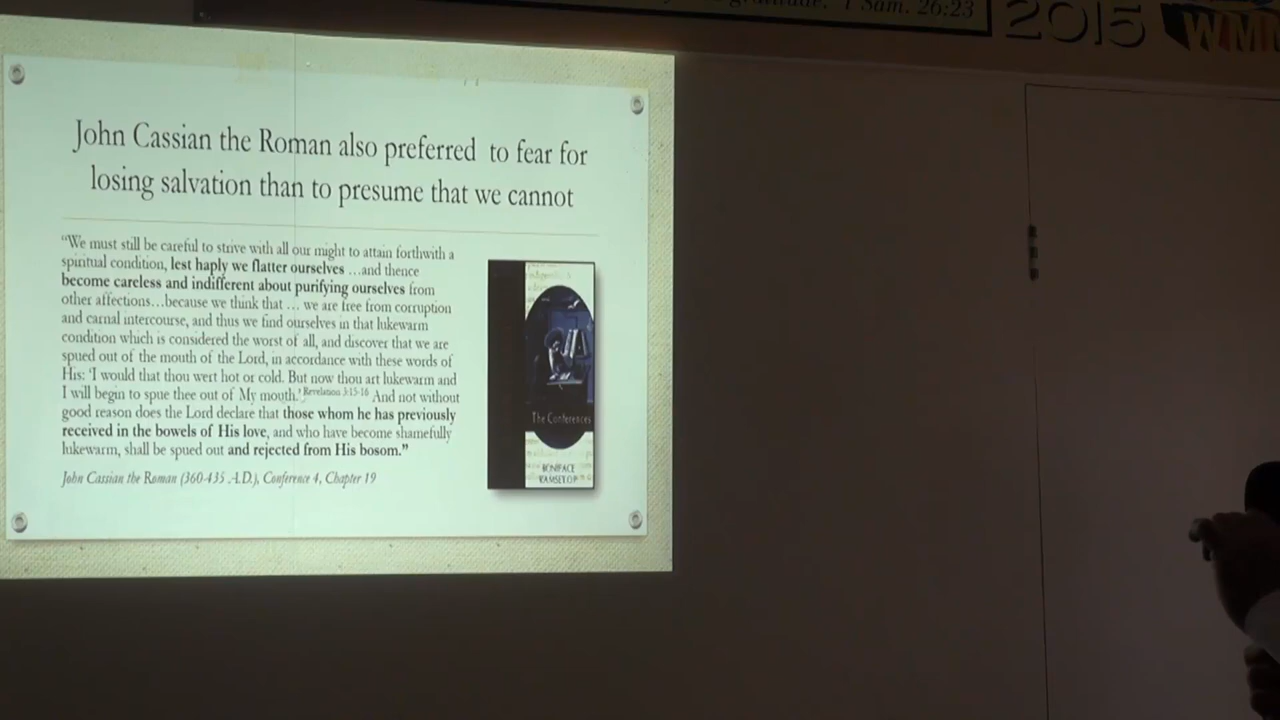 gratitude. 1 Sam. 26:23
2015
WM
John Cassian the Roman also preferred to fear for
losing salvation than to presume that we cannot
“We must still be careful to strive with all our might to attain forthwith a
spiritual condition, lest haply we flatter ourselves …and thence
become careless and indifferent about purifying ourselves from
other affections…because we think that … we are free from corruption
and carnal intercourse, and thus we find ourselves in that lukewarm
condition which is considered the worst of all, and discover that we are
spued out of the mouth of the Lord, in accordance with these words of
His: ‘I would that thou wert hot or cold. But now thou art lukewarm and
I will begin to spue thee out of My mouth.’ Revelation 3:15-16 And not without
good reason does the Lord declare that those whom he has previously
received in the bowels of His love, and who have become shamefully
lukewarm, shall be spued out and rejected from His bosom.”
John Cassian the Roman (360-435 A.D.), Conference 4, Chapter 19
The Conferences
BONIFACE
RAMSEY OP